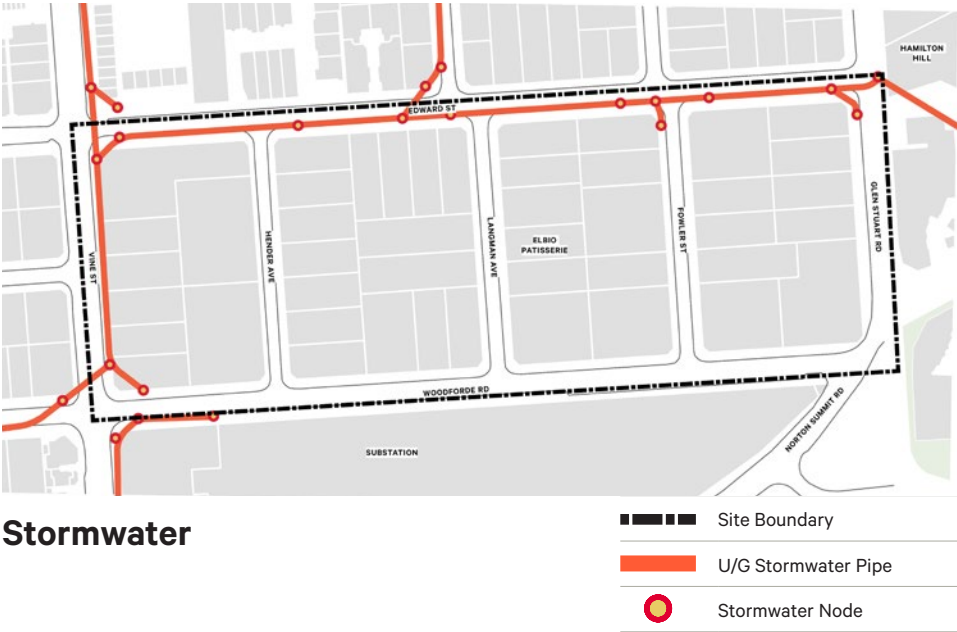 HAMILTON
HILL
EDWARD ST
VINE ST
HENDER AVE
LANGMAN AVE
ELBIO
PATISSERIE
FOWLER ST
GLEN STUART RD
WOODFORDE RD
NORTON SUMMIT RD
SUBSTATION
Stormwater
Site Boundary
U/G Stormwater Pipe
Stormwater Node